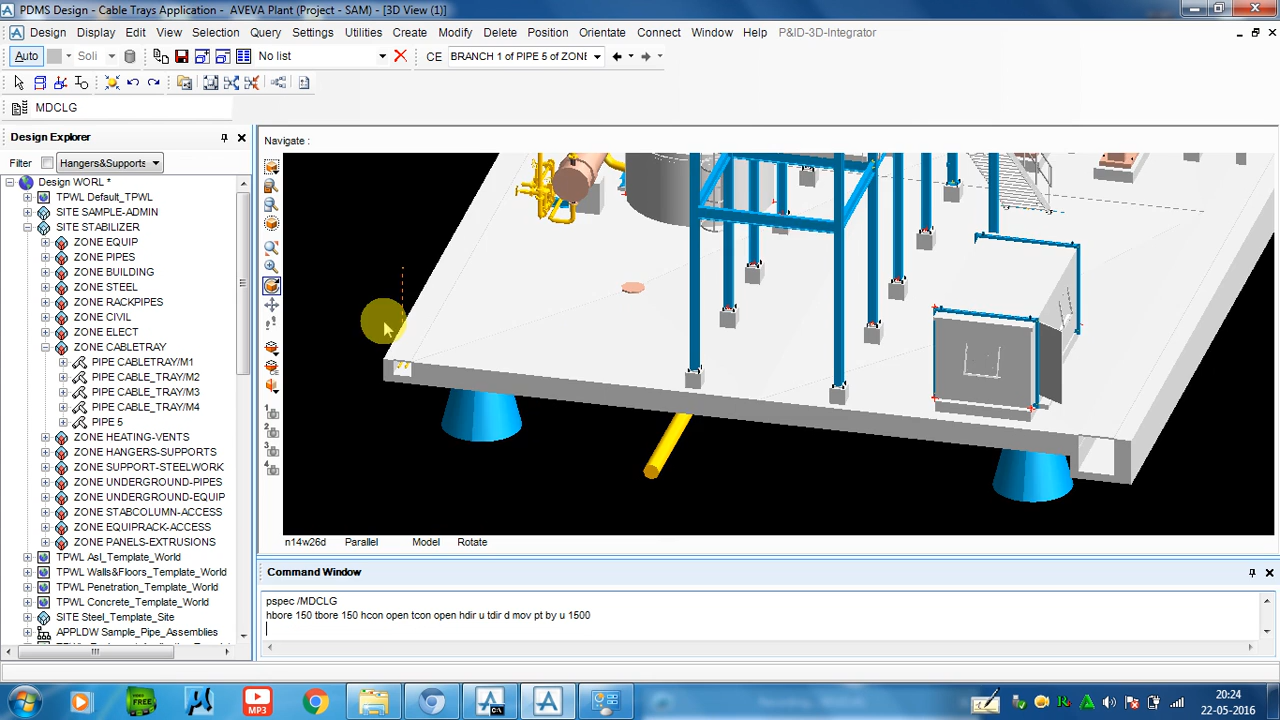 PDMS Design - Cable Trays Application - AVEVA Plant (Project - SAM) - [3D View (1)]
Design Display Edit View Selection Query Settings Utilities Create Modify Delete Position Orientate Connect Window Help P&ID-3D-Integrator
Auto Soli No list CE BRANCH 1 of PIPE 5 of ZONE
MDCLG
Design Explorer
Navigate :
Filter Hangers&Supports
Design WORL *
TPWL Default_TPWL
SITE SAMPLE-ADMIN
SITE STABILIZER
ZONE EQUIP
ZONE PIPES
ZONE BUILDING
ZONE STEEL
ZONE RACKPIPES
ZONE CIVIL
ZONE ELECT
ZONE CABLETRAY
PIPE CABLETRAY/M1
PIPE CABLE_TRAY/M2
PIPE CABLE_TRAY/M3
PIPE CABLE_TRAY/M4
PIPE 5
ZONE HEATING-VENTS
ZONE HANGERS-SUPPORTS
ZONE SUPPORT-STEELWORK
ZONE UNDERGROUND-PIPES
ZONE UNDERGROUND-EQUIP
ZONE STABCOLUMN-ACCESS
ZONE EQUIPRACK-ACCESS
ZONE PANELS-EXTRUSIONS
TPWL Asl_Template_World
TPWL Walls&Floors_Template_World
TPWL Penetration_Template_World
TPWL Concrete_Template_World
SITE Steel_Template_Site
APPLDW Sample_Pipe_Assemblies
1
2
3
4
n14w26d Parallel Model Rotate
Command Window
pspec /MDCLG
hbore 150 tbore 150 hcon open tcon open hdir u tdir d mov pt by u 1500
FREE
MP3
20:24
22-05-2016